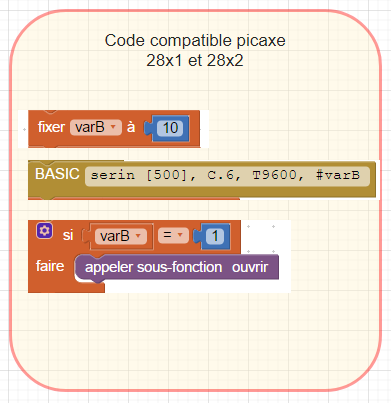 Code compatible picaxe
28x1 et 28x2
fixer varB à 10
BASIC serin [500], C.6, T9600, #varB
si varB = 1
faire appeler sous-fonction ouvrir